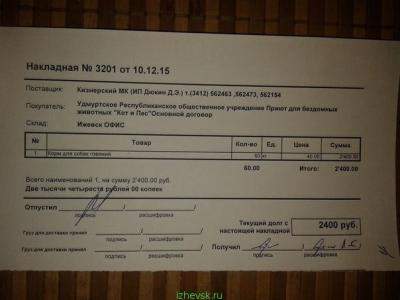 Накладная № 3201 от 10.12.15
Поставщик: Кизнерский МК (ИП Дюкин Д.Э.) т.(3412) 562463 ,562473, 562154
Покупатель: Удмуртское Республиканское общественное учреждение Приют для бездомных
животных "Кот и Пес"Основной договор
Склад: Ижевск ОФИС
№ Товар Кол-во Ед. Цена Сумма
1 Корм для собак говяжий 60 кг 40.00 2'400.00
60.00 Итого: 2'400.00
Всего наименований 1, на сумму 2'400.00 руб.
Две тысячи четыреста рублей 00 копеек
Отпустил / /
подпись расшифровка
Груз для доставки принял / /
подпись расшифровка
Груз для доставки принял / /
подпись расшифровка
Текущий долг с
настоящей накладной 2400 руб.
Получил / /
подпись расшифровка
izhevsk.ru